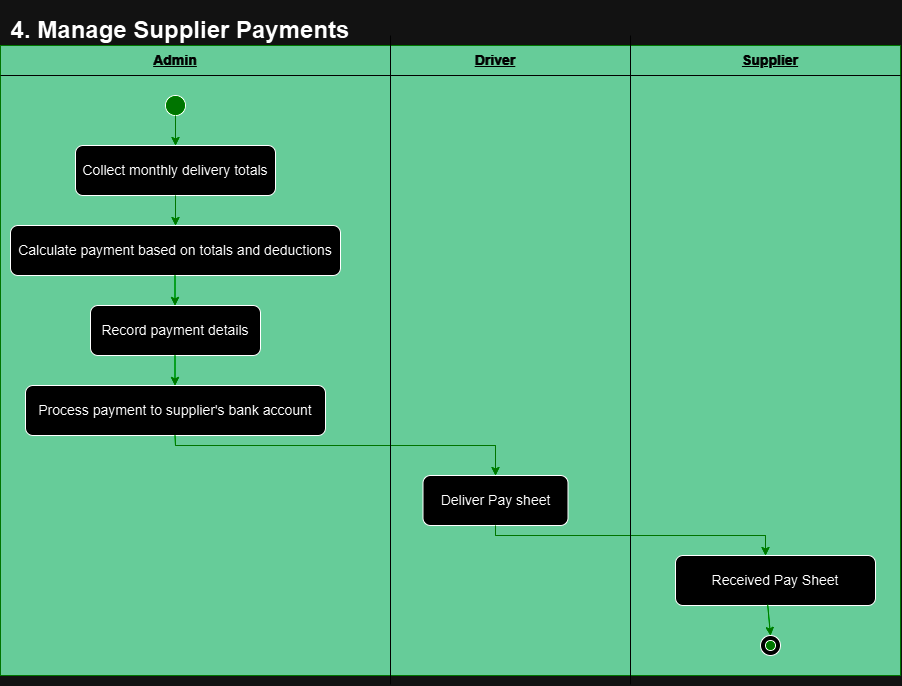 4. Manage Supplier Payments
Admin
Driver
Supplier
Collect monthly delivery totals
Calculate payment based on totals and deductions
Record payment details
Process payment to supplier's bank account
Deliver Pay sheet
Received Pay Sheet